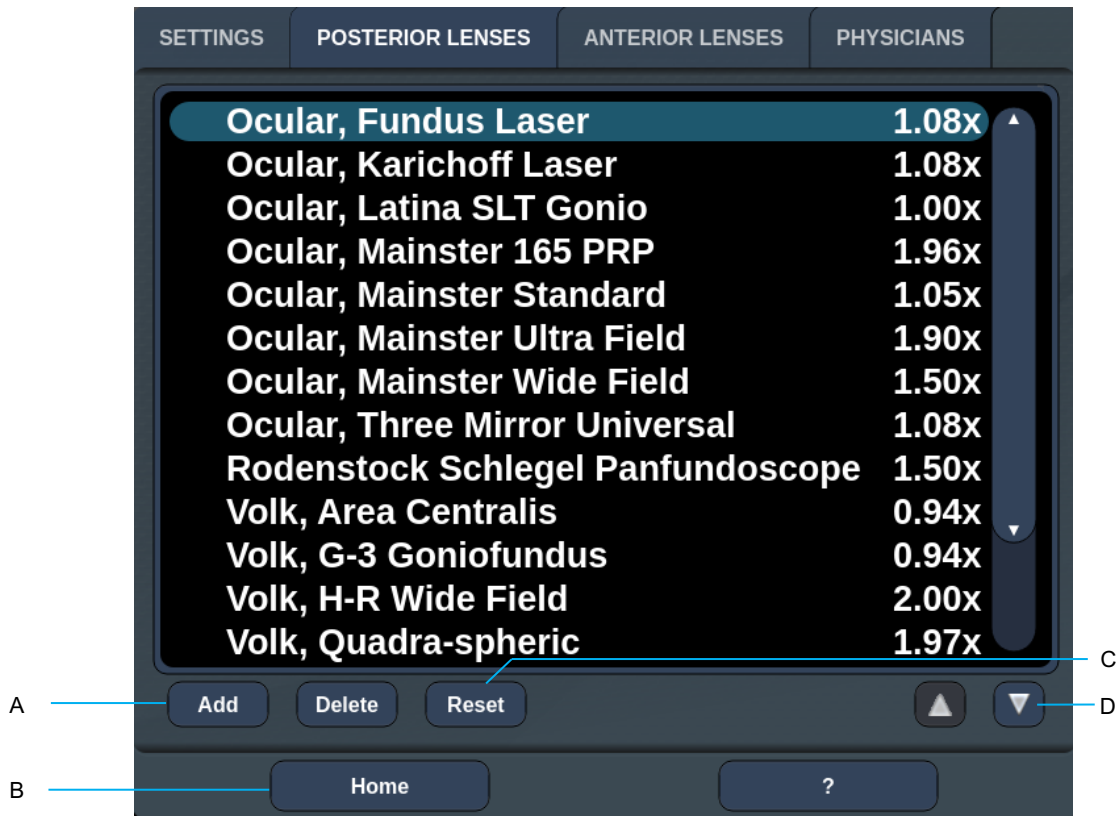 SETTINGS POSTERIOR LENSES ANTERIOR LENSES PHYSICIANS
Ocular, Fundus Laser 1.08x
Ocular, Karichoff Laser 1.08x
Ocular, Latina SLT Gonio 1.00x
Ocular, Mainster 165 PRP 1.96x
Ocular, Mainster Standard 1.05x
Ocular, Mainster Ultra Field 1.90x
Ocular, Mainster Wide Field 1.50x
Ocular, Three Mirror Universal 1.08x
Rodenstock Schlegel Panfundoscope 1.50x
Volk, Area Centralis 0.94x
Volk, G-3 Goniofundus 0.94x
Volk, H-R Wide Field 2.00x
Volk, Quadra-spheric 1.97x
C
A Add Delete Reset D
B Home ?